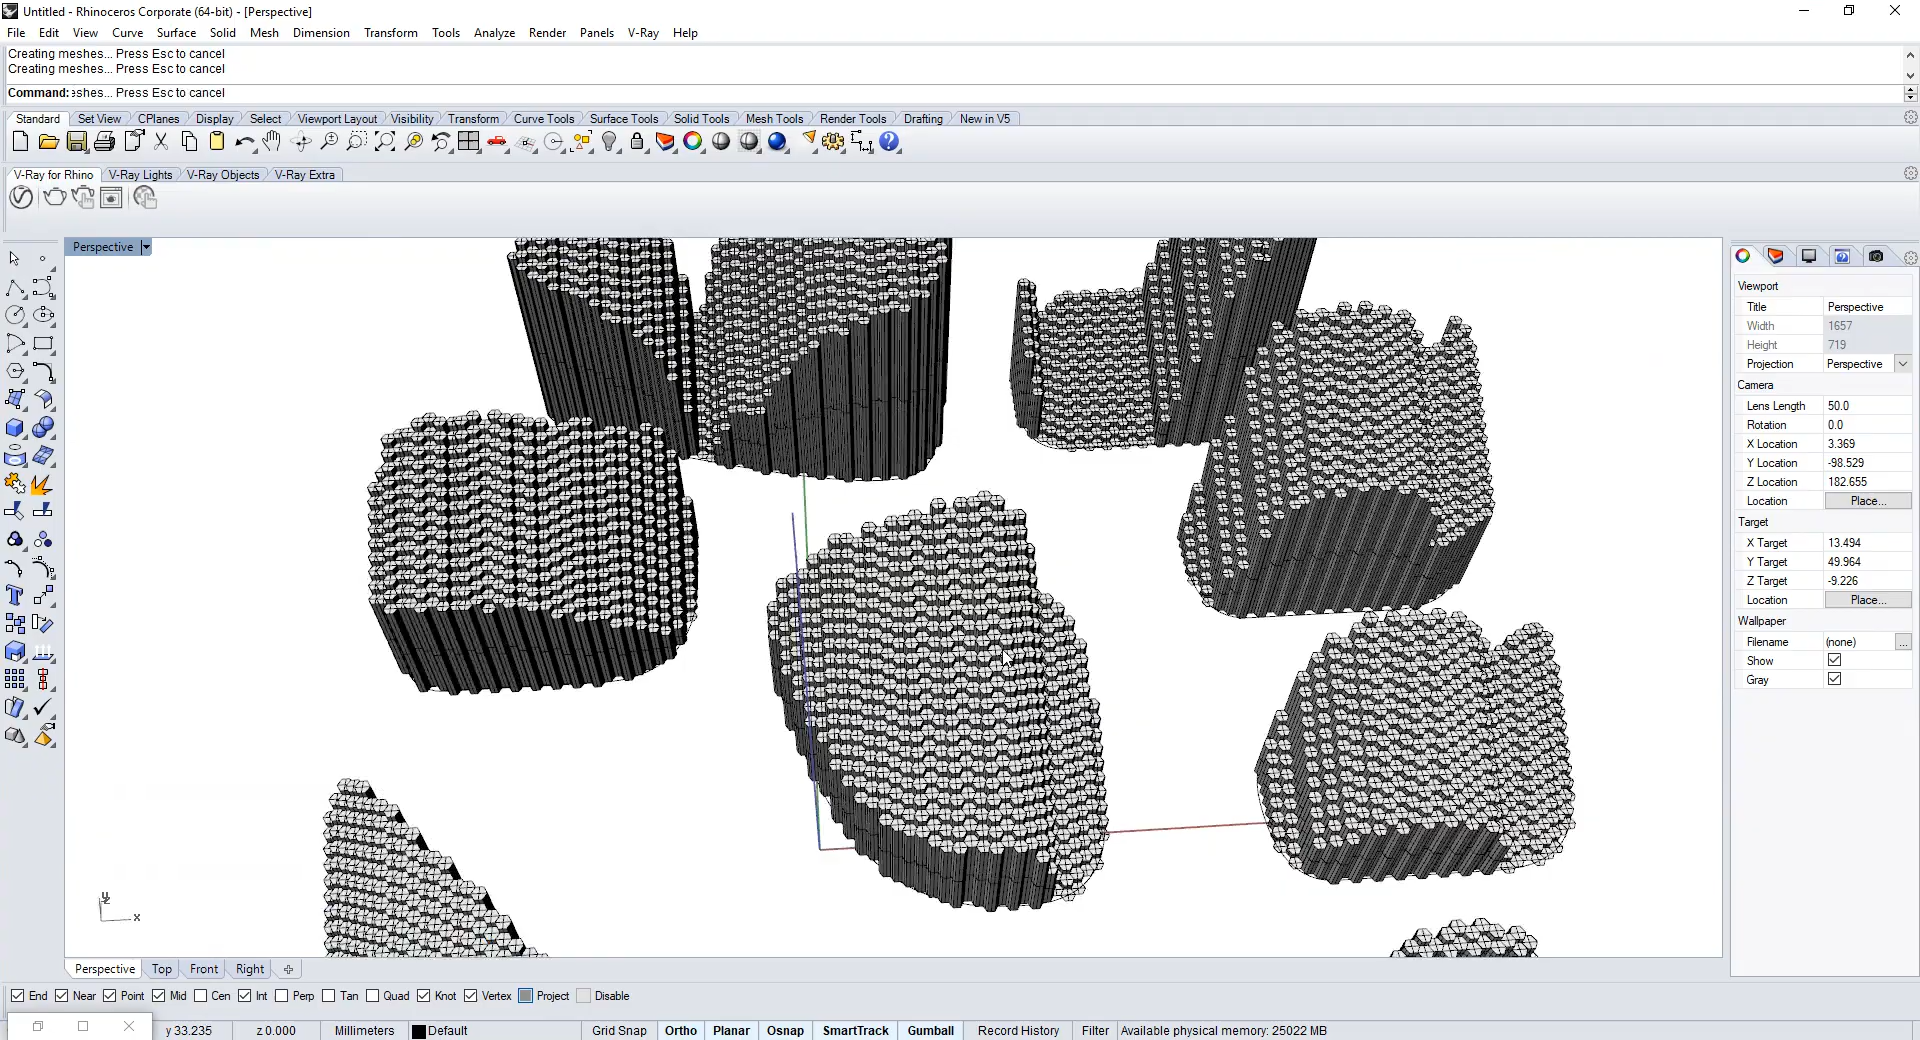 Untitled - Rhinoceros Corporate (64-bit) - [Perspective]
File Edit View Curve Surface Solid Mesh Dimension Transform Tools Analyze Render Panels V-Ray Help
Creating meshes... Press Esc to cancel
Creating meshes... Press Esc to cancel
Command: eshes... Press Esc to cancel
Standard Set View CPlanes Display Select Viewport Layout Visibility Transform Curve Tools Surface Tools Solid Tools Mesh Tools Render Tools Drafting New in V5
V-Ray for Rhino V-Ray Lights V-Ray Objects V-Ray Extra
Perspective
Viewport
Title Perspective
Width 1657
Height 719
Projection Perspective
Camera
Lens Length 50.0
Rotation 0.0
X Location 3.369
Y Location -98.529
Z Location 182.655
Location Place...
Target
X Target 13.494
Y Target 49.964
Z Target -9.226
Location Place...
Wallpaper
Filename (none) ...
Show
Gray
y
x
Perspective Top Front Right
End Near Point Mid Cen Int Perp Tan Quad Knot Vertex Project Disable
y 33.235 z 0.000 Millimeters Default Grid Snap Ortho Planar Osnap SmartTrack Gumball Record History Filter Available physical memory: 25022 MB